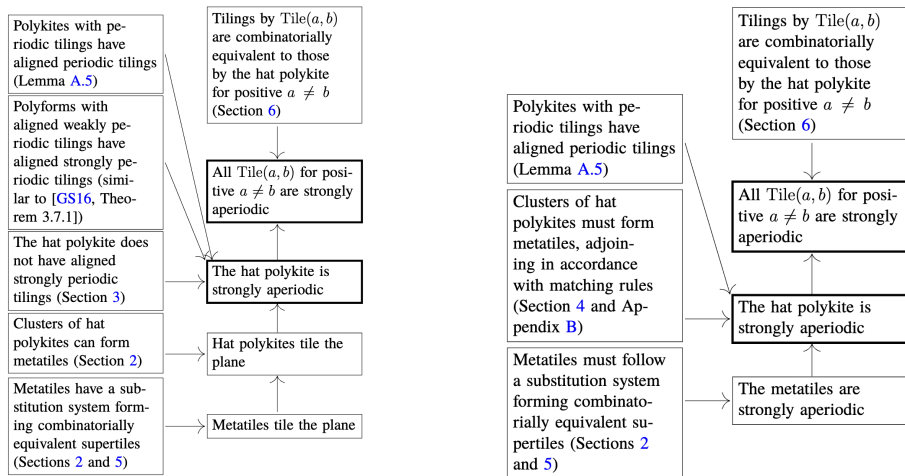 Polykites with pe-
riodic tilings have
aligned periodic tilings
(Lemma A.5)
Polyforms with
aligned weakly pe-
riodic tilings have
aligned strongly pe-
riodic tilings (simi-
lar to [GS16, Theo-
rem 3.7.1])
The hat polykite does
not have aligned
strongly periodic
tilings (Section 3)
Clusters of hat
polykites can form
metatiles (Section 2)
Metatiles have a sub-
stitution system form-
ing combinatorially
equivalent supertiles
(Sections 2 and 5)
Tilings by Tile(a, b)
are combinatorially
equivalent to those
by the hat polykite
for positive a ≠ b
(Section 6)
All Tile(a, b) for pos-
itive a ≠ b are strongly
aperiodic
The hat polykite is
strongly aperiodic
Hat polykites tile the
plane
Metatiles tile the plane
Polykites with pe-
riodic tilings have
aligned periodic tilings
(Lemma A.5)
Clusters of hat
polykites must form
metatiles, adjoin-
ing in accordance
with matching rules
(Section 4 and Ap-
pendix B)
Metatiles must follow
a substitution system
forming combinato-
rially equivalent su-
pertiles (Sections 2
and 5)
Tilings by Tile(a, b)
are combinatorially
equivalent to those
by the hat polykite
for positive a ≠ b
(Section 6)
All Tile(a, b) for pos-
itive a ≠ b are strongly
aperiodic
The hat polykite is
strongly aperiodic
The metatiles are
strongly aperiodic